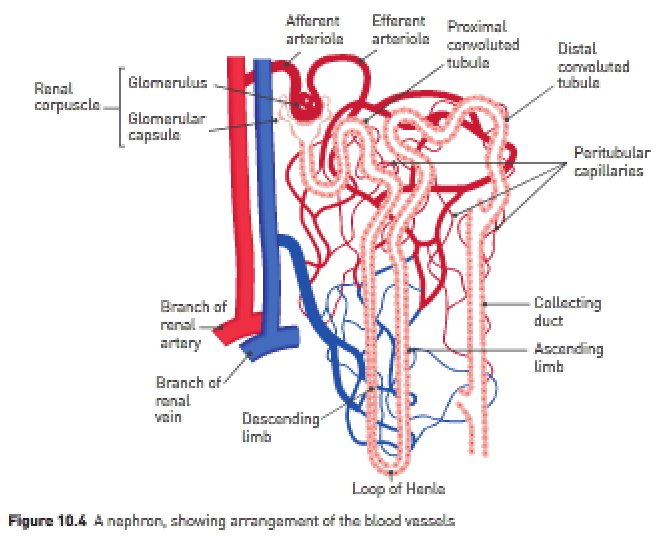 Afferent
arteriole
Efferent
arteriole
Proximal
convoluted
tubule
Distal
convoluted
tubule
Renal
corpuscle
Glomerulus
Glomerular
capsule
Peritubular
capillaries
Branch of
renal
artery
Branch of
renal
vein
Collecting
duct
Ascending
limb
Descending
limb
Loop of Henle
Figure 10.4 A nephron, showing arrangement of the blood vessels